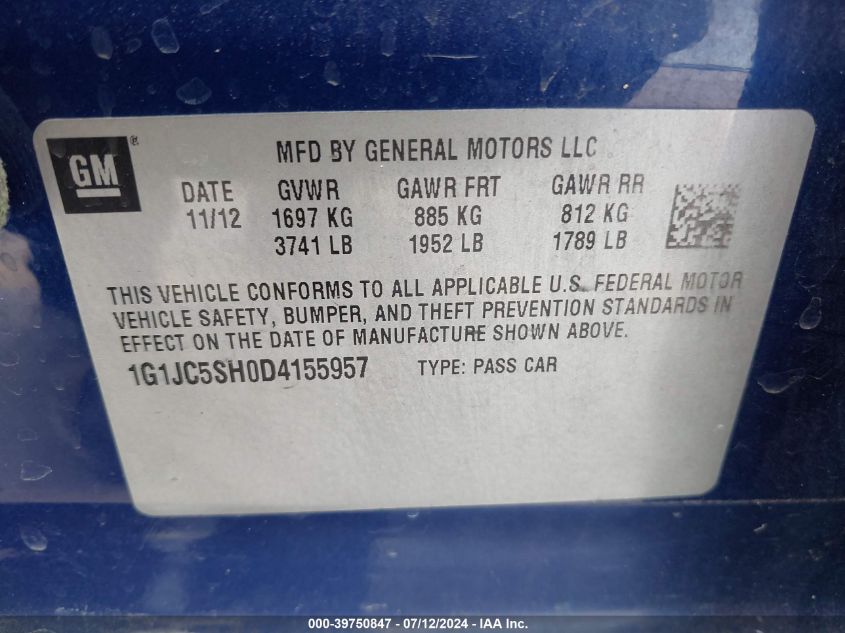 GM®
MFD BY GENERAL MOTORS LLC
DATE GVWR GAWR FRT GAWR RR
11/12 1697 KG 885 KG 812 KG
3741 LB 1952 LB 1789 LB
THIS VEHICLE CONFORMS TO ALL APPLICABLE U.S. FEDERAL MOTOR
VEHICLE SAFETY, BUMPER, AND THEFT PREVENTION STANDARDS IN
EFFECT ON THE DATE OF MANUFACTURE SHOWN ABOVE.
1G1JC5SH0D4155957 TYPE: PASS CAR
000-39750847 - 07/12/2024 - IAA Inc.